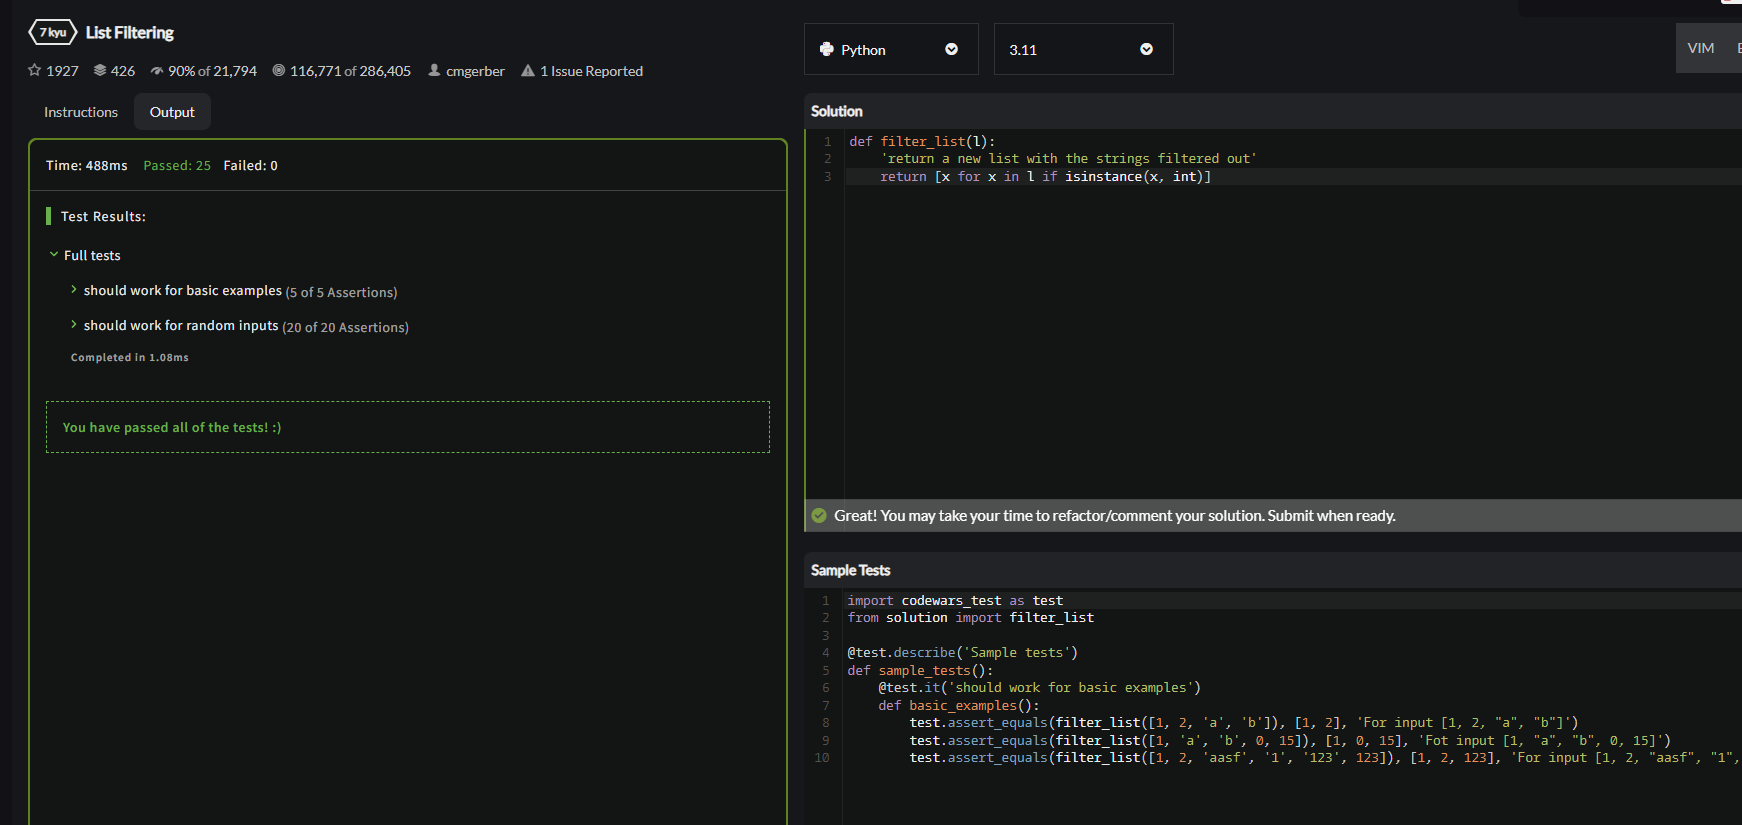 7 kyu List Filtering
1927 426 90% of 21,794 116,771 of 286,405 cmgerber 1 Issue Reported
Instructions Output
Time: 488ms Passed: 25 Failed: 0
Test Results:
Full tests
should work for basic examples (5 of 5 Assertions)
should work for random inputs (20 of 20 Assertions)
Completed in 1.08ms
You have passed all of the tests! :)
Python 3.11 VIM
Solution
1 def filter_list(l):
2 'return a new list with the strings filtered out'
3 return [x for x in l if isinstance(x, int)]
Great! You may take your time to refactor/comment your solution. Submit when ready.
Sample Tests
1 import codewars_test as test
2 from solution import filter_list
3
4 @test.describe('Sample tests')
5 def sample_tests():
6 @test.it('should work for basic examples')
7 def basic_examples():
8 test.assert_equals(filter_list([1, 2, 'a', 'b']), [1, 2], 'For input [1, 2, "a", "b"]')
9 test.assert_equals(filter_list([1, 'a', 'b', 0, 15]), [1, 0, 15], 'Fot input [1, "a", "b", 0, 15]')
10 test.assert_equals(filter_list([1, 2, 'aasf', '1', '123', 123]), [1, 2, 123], 'For input [1, 2, "aasf", "1",